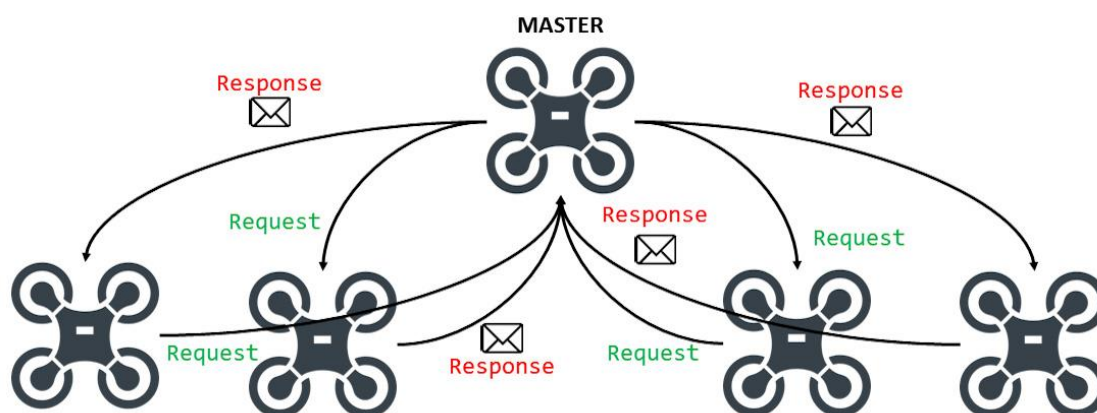 MASTER
Response
Response
Request
Response
Request
Request
Response
Request